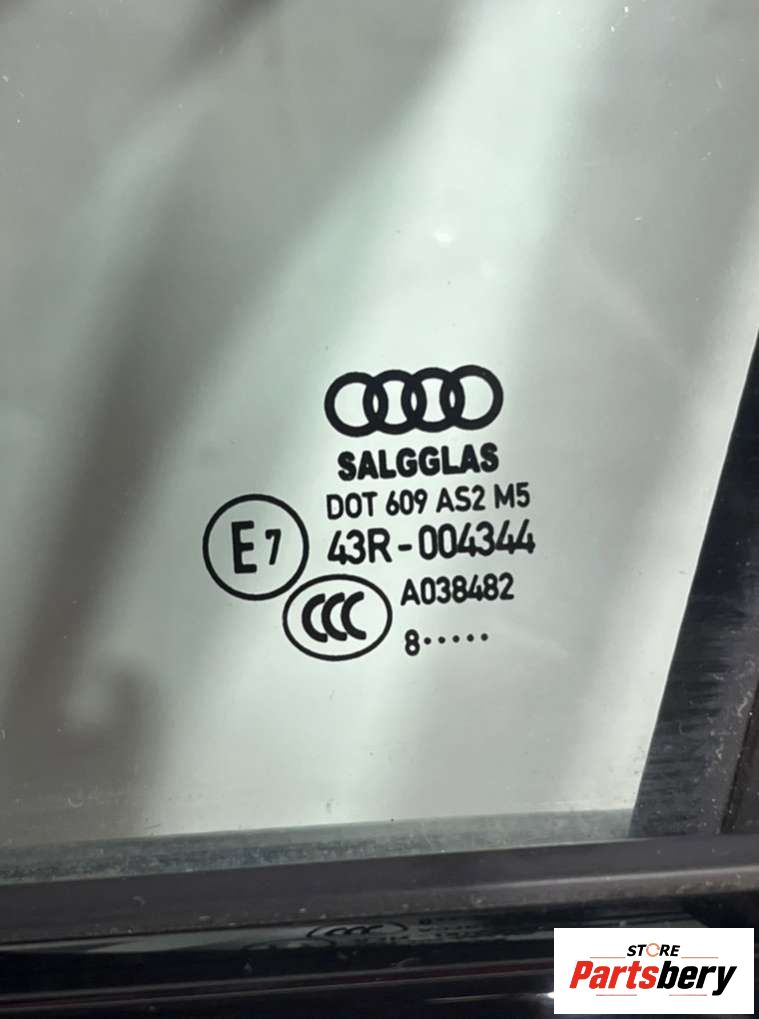 SALGGLAS
DOT 609 AS2 M5
E7
43R-004344
CCC
A038482
8·····
STORE
Partsbery